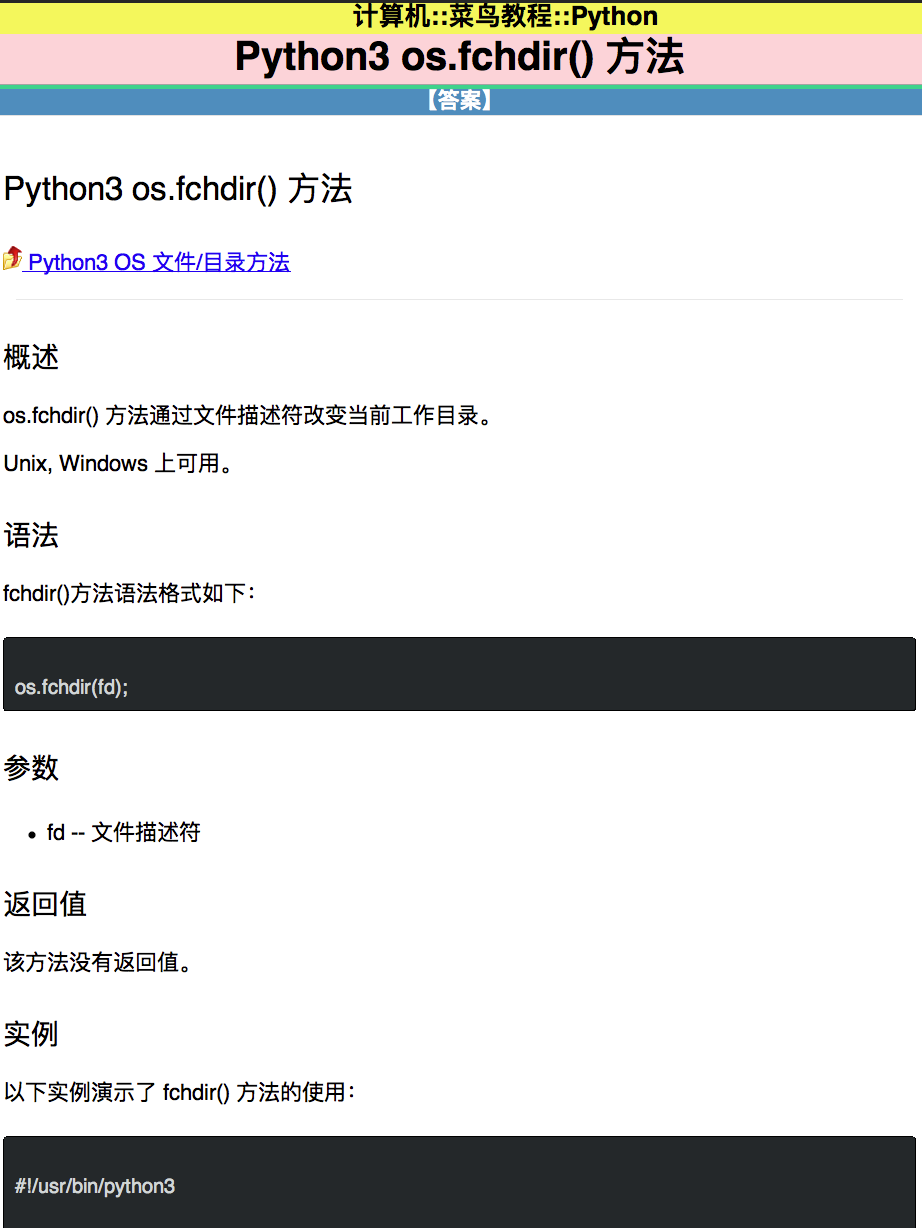 计算机::菜鸟教程::Python
Python3 os.fchdir() 方法
【答案】
Python3 os.fchdir() 方法
Python3 OS 文件/目录方法
概述
os.fchdir() 方法通过文件描述符改变当前工作目录。
Unix, Windows 上可用。
语法
fchdir()方法语法格式如下：
os.fchdir(fd);
参数
• fd -- 文件描述符
返回值
该方法没有返回值。
实例
以下实例演示了 fchdir() 方法的使用：
#!/usr/bin/python3